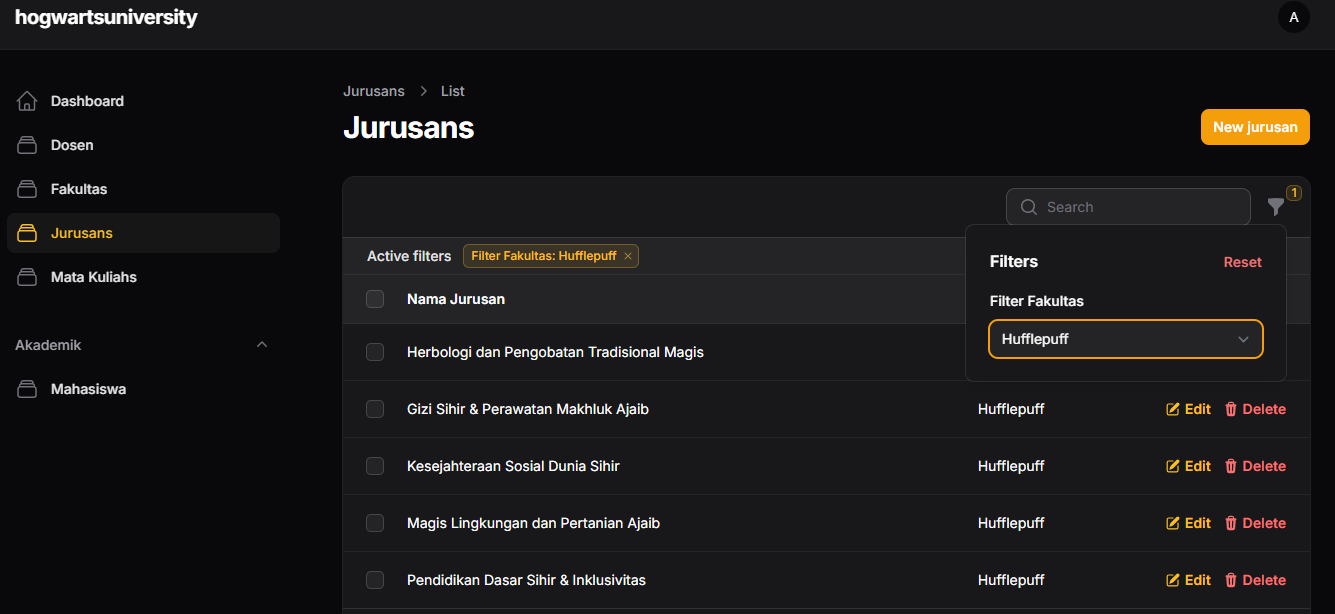 hogwartsuniversity
A
Dashboard
Dosen
Fakultas
Jurusans
Mata Kuliahs
Akademik
Mahasiswa
Jurusans > List
Jurusans
New jurusan
Search
1
Active filters Filter Fakultas: Hufflepuff ×
Filters Reset
Filter Fakultas
Hufflepuff
Nama Jurusan
Herbologi dan Pengobatan Tradisional Magis
Gizi Sihir & Perawatan Makhluk Ajaib Hufflepuff Edit Delete
Kesejahteraan Sosial Dunia Sihir Hufflepuff Edit Delete
Magis Lingkungan dan Pertanian Ajaib Hufflepuff Edit Delete
Pendidikan Dasar Sihir & Inklusivitas Hufflepuff Edit Delete